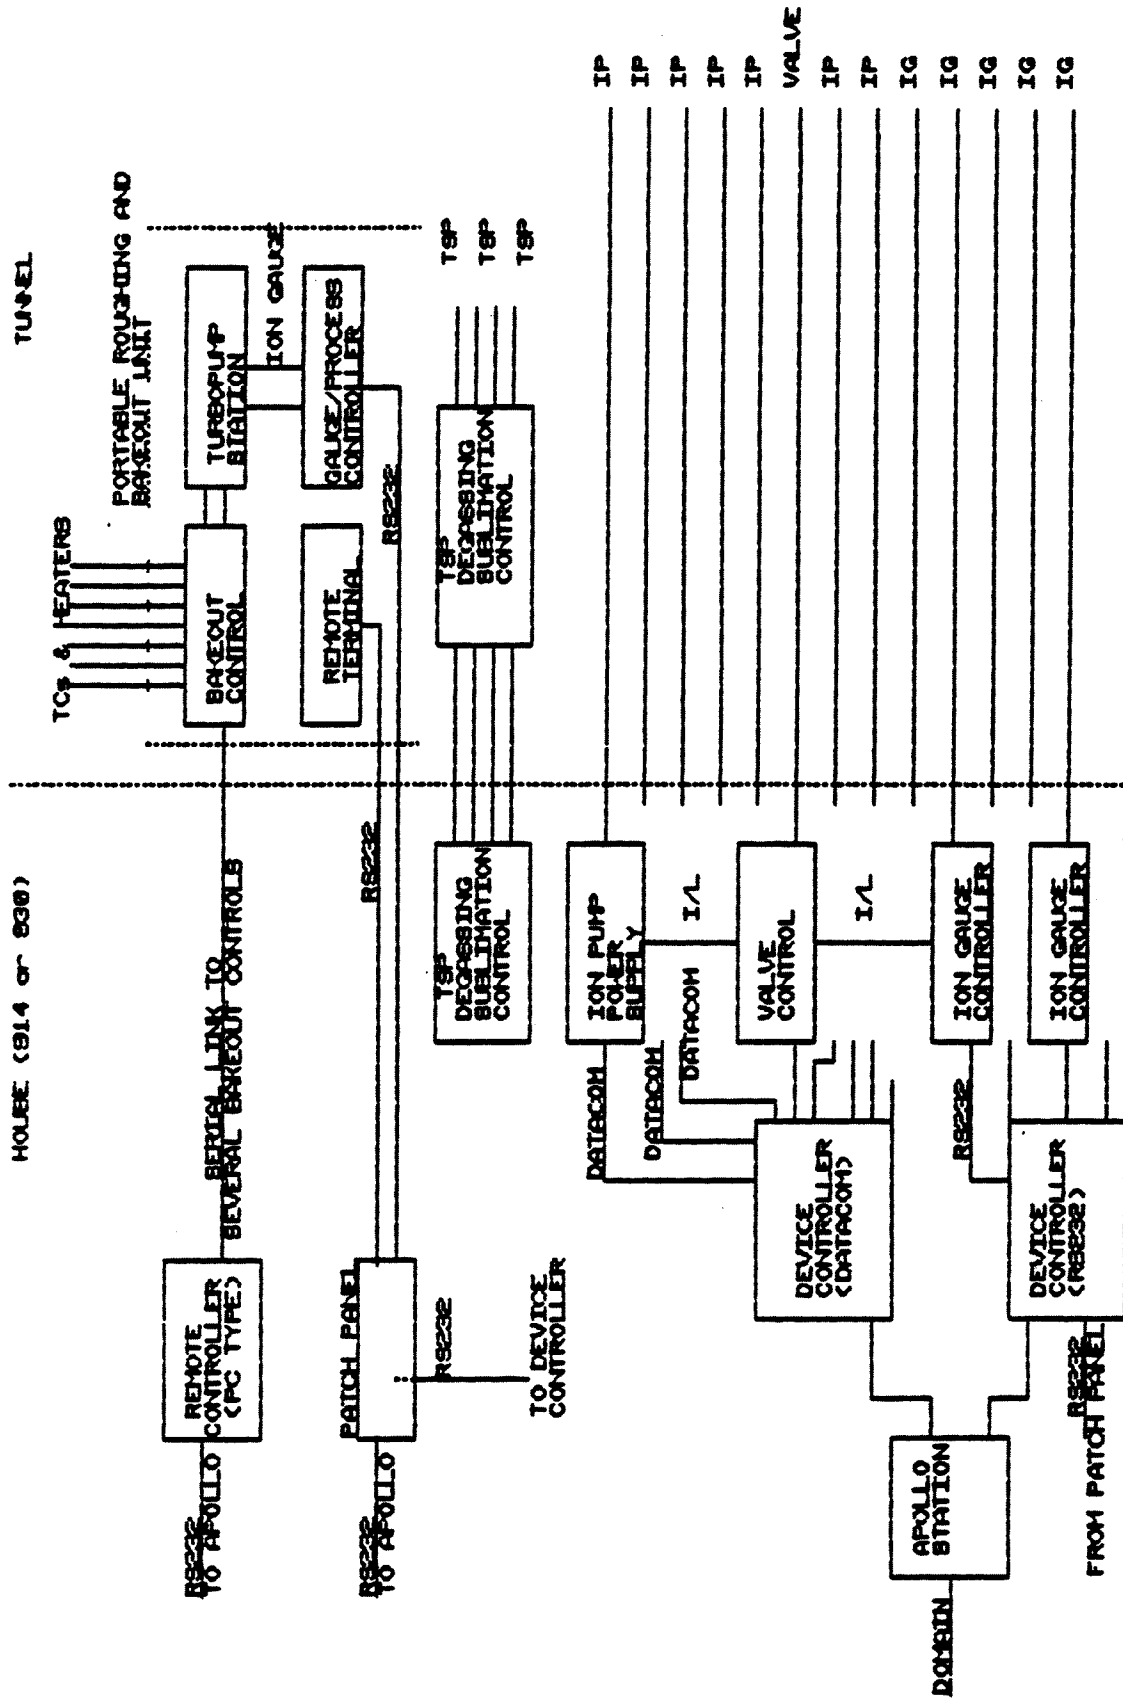 HOUSE (914 or 930)
TUNNEL
TCs & HEATERS
PORTABLE ROUGHING AND
BAKEOUT UNIT
RS232
TO APOLLO
REMOTE
CONTROLLER
(PC TYPE)
SERIAL LINK TO
SEVERAL BAKEOUT CONTROLS
BAKEOUT
CONTROL
TURBOPUMP
STATION
ION GAUGE
RS232
TO APOLLO
PATCH PANEL
RS232
REMOTE
TERMINAL
GAUGE/PROCESS
CONTROLLER
RS232
RS232
TO DEVICE
CONTROLLER
TSP
DEGASSING
SUBLIMATION
CONTROL
TSP
DEGASSING
SUBLIMATION
CONTROL
TSP
TSP
TSP
DATACOM
DATACOM
DATACOM
ION PUMP
POWER
SUPPLY
I/L
VALVE
CONTROL
I/L
ION GAUGE
CONTROLLER
ION GAUGE
CONTROLLER
DEVICE
CONTROLLER
(DATACOM)
RS232
DEVICE
CONTROLLER
(RS232)
APOLLO
STATION
DOMAIN
RS232
FROM PATCH PANEL
IP
IP
IP
IP
IP
VALVE
IP
IP
IG
IG
IG
IG
IG